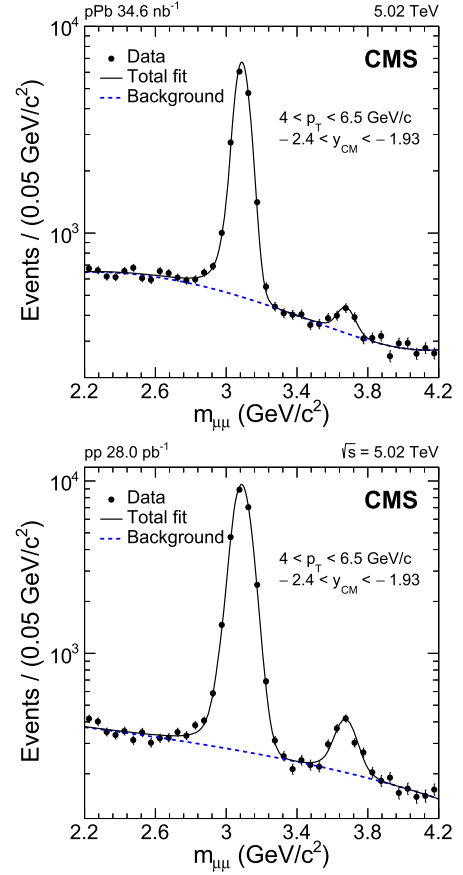 pPb 34.6 nb⁻¹ 5.02 TeV
10⁴
Data
CMS
Total fit
Background
4 < p_T < 6.5 GeV/c
− 2.4 < y_CM < − 1.93
10³
Events / (0.05 GeV/c²)
2.2 2.6 3 3.4 3.8 4.2
m_μμ (GeV/c²)
pp 28.0 pb⁻¹ √s = 5.02 TeV
10⁴
Data
CMS
Total fit
Background
4 < p_T < 6.5 GeV/c
− 2.4 < y_CM < − 1.93
10³
Events / (0.05 GeV/c²)
2.2 2.6 3 3.4 3.8 4.2
m_μμ (GeV/c²)